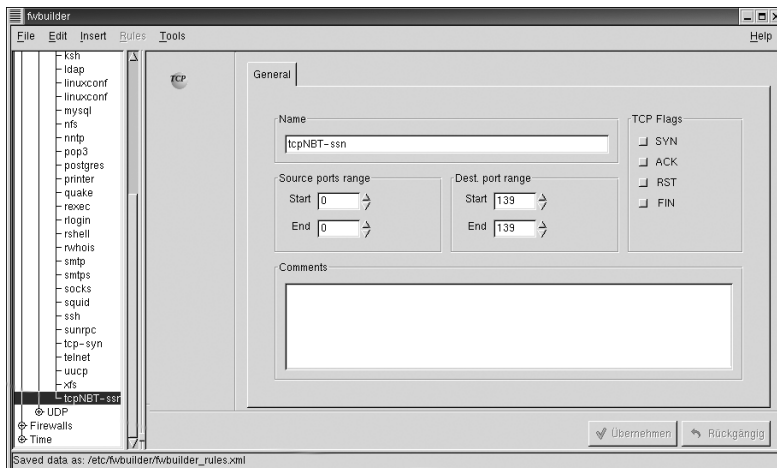 fwbuilder
File Edit Insert Rules Tools Help
ksh
ldap
linuxconf
linuxconf
mysql
nfs
nntp
pop3
postgres
printer
quake
rexec
rlogin
rshell
rwhois
smtp
smtps
socks
squid
ssh
sunrpc
tcp-syn
telnet
uucp
xfs
tcpNBT-ssn
UDP
Firewalls
Time
TCP
General
Name
tcpNBT-ssn
Source ports range
Start 0
End 0
Dest. port range
Start 139
End 139
TCP Flags
SYN
ACK
RST
FIN
Comments
Übernehmen
Rückgängig
Saved data as: /etc/fwbuilder/fwbuilder_rules.xml